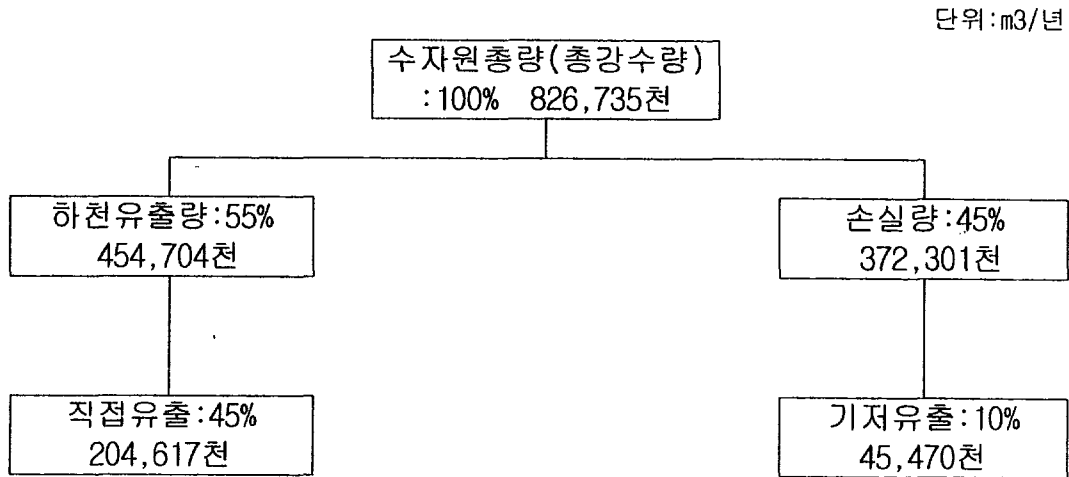 단위:m3/년
수자원총량(총강수량)
:100% 826,735천
하천유출량:55%
454,704천
손실량:45%
372,301천
직접유출:45%
204,617천
기저유출:10%
45,470천